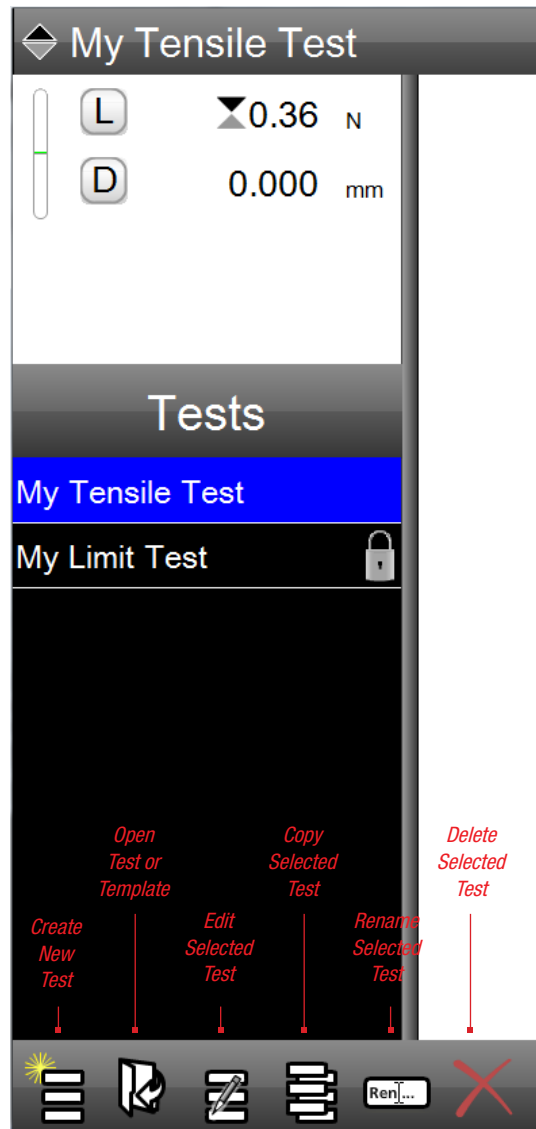 My Tensile Test
L 0.36 N
D 0.000 mm
Tests
My Tensile Test
My Limit Test
Open
Test or
Template
Copy
Selected
Test
Delete
Selected
Test
Create
New
Test
Edit
Selected
Test
Rename
Selected
Test
Ren...